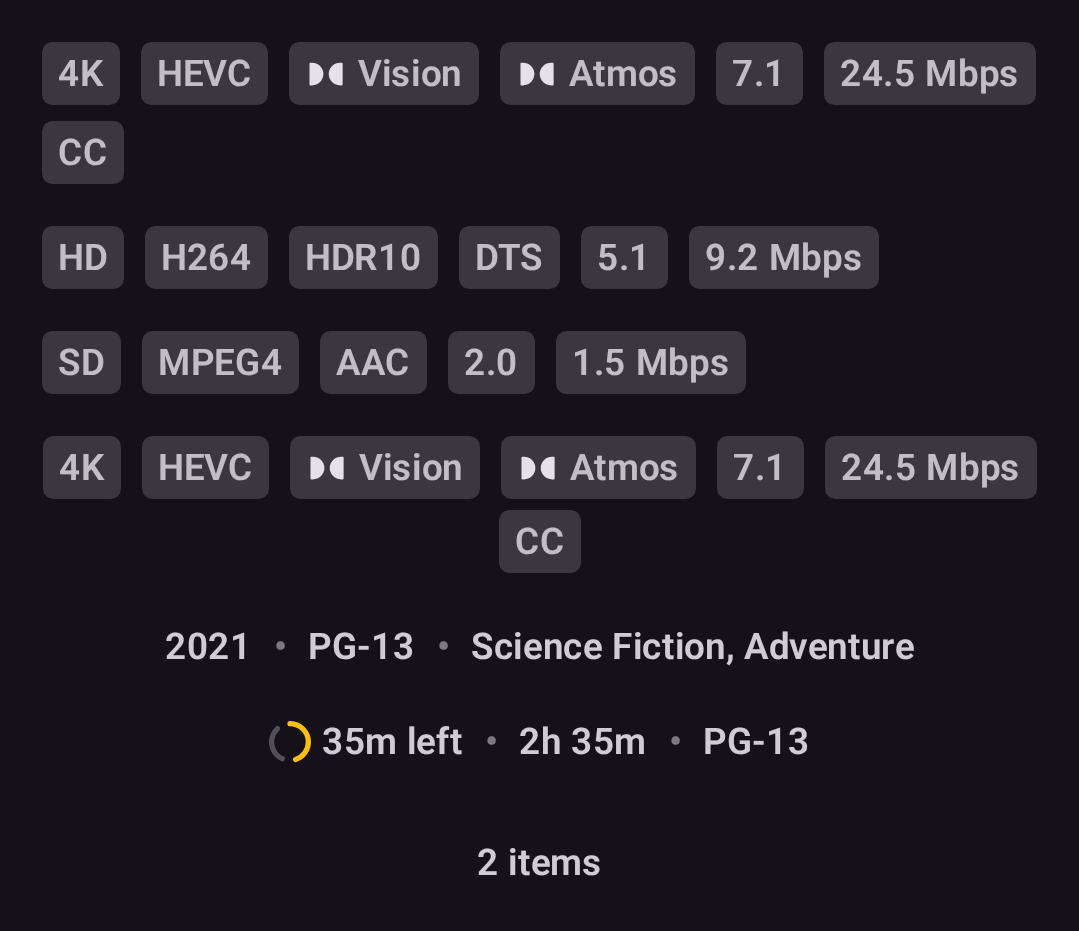 4K HEVC Vision Atmos 7.1 24.5 Mbps
CC
HD H264 HDR10 DTS 5.1 9.2 Mbps
SD MPEG4 AAC 2.0 1.5 Mbps
4K HEVC Vision Atmos 7.1 24.5 Mbps
CC
2021 • PG-13 • Science Fiction, Adventure
35m left • 2h 35m • PG-13
2 items